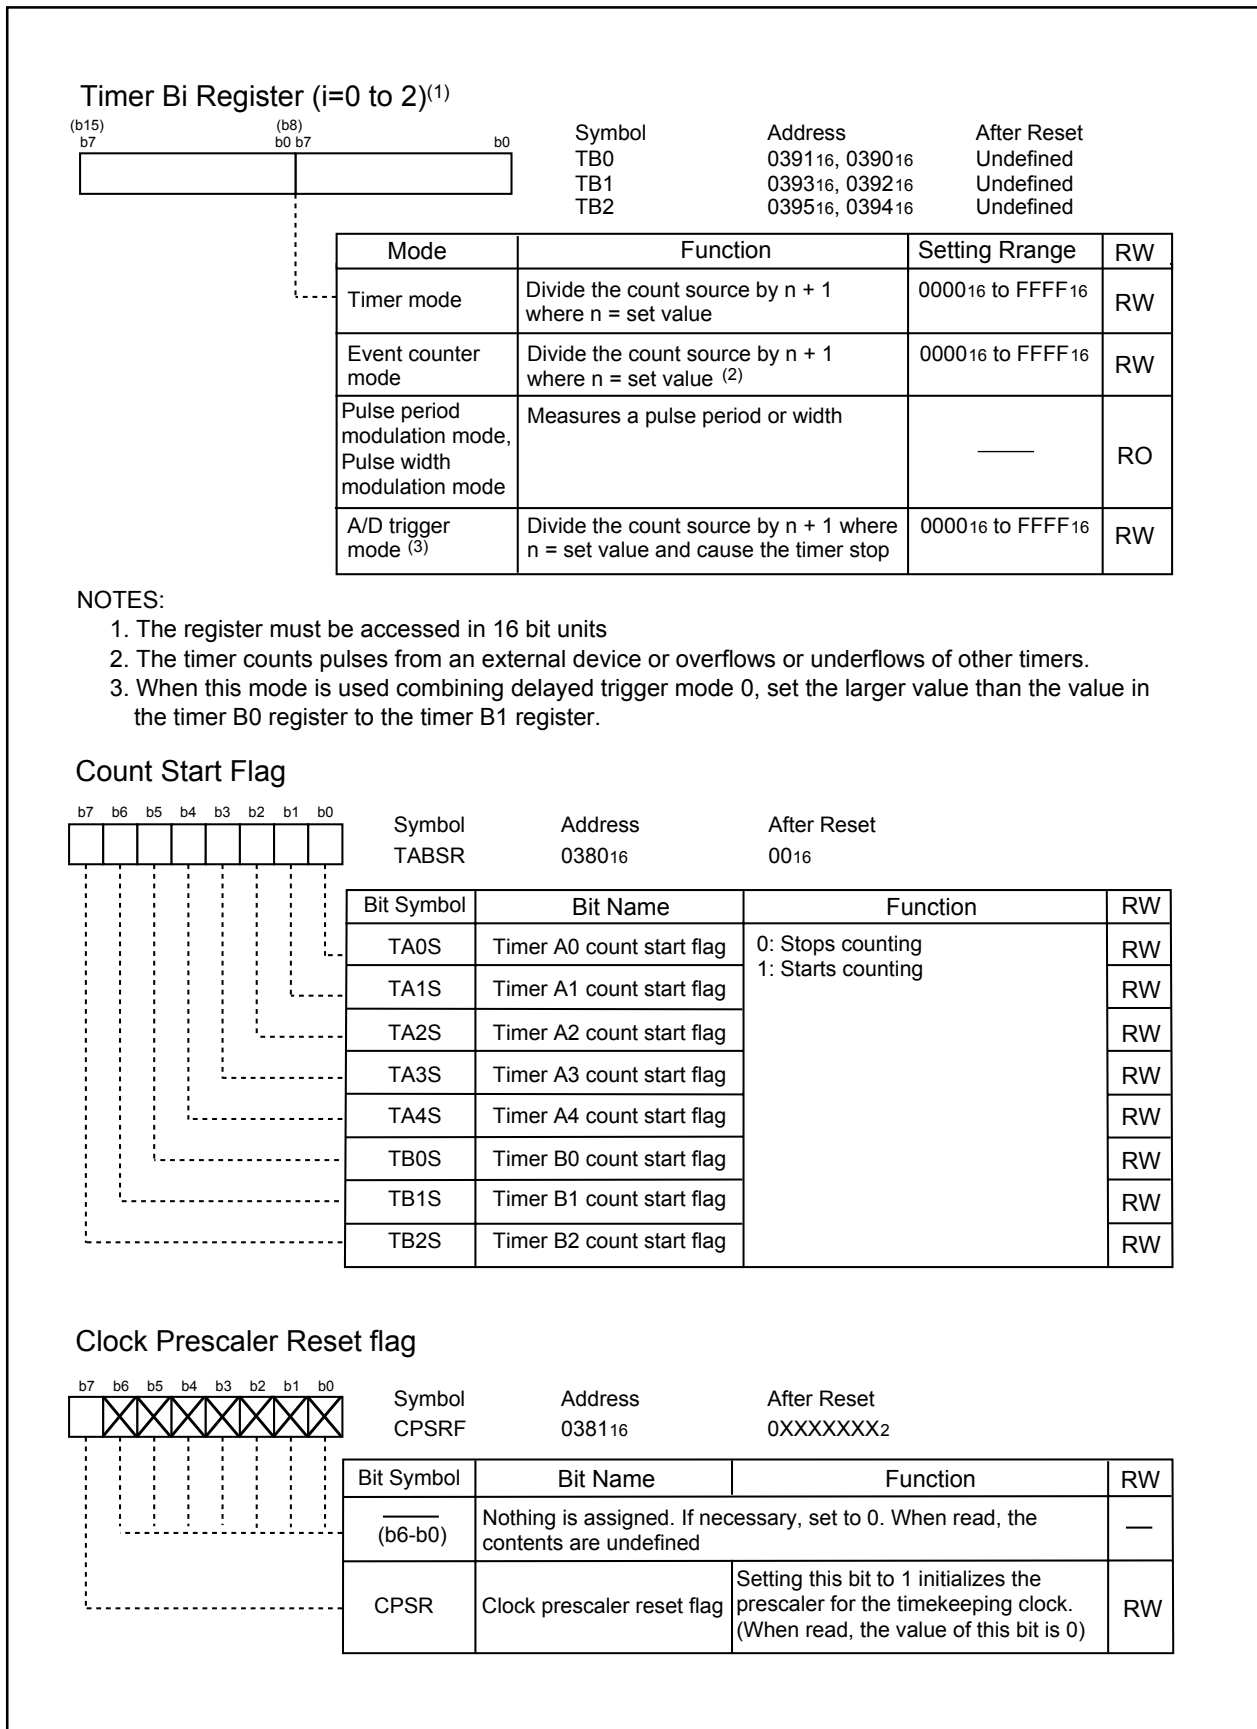 Timer Bi Register (i=0 to 2)(1)
(b15) (b8)
b7 b0 b7 b0
Symbol Address After Reset
TB0 039116, 039016 Undefined
TB1 039316, 039216 Undefined
TB2 039516, 039416 Undefined
Mode Function Setting Rrange RW
Timer mode Divide the count source by n + 1 000016 to FFFF16 RW
where n = set value
Event counter Divide the count source by n + 1 000016 to FFFF16 RW
mode where n = set value (2)
Pulse period Measures a pulse period or width
modulation mode,
Pulse width RO
modulation mode
A/D trigger Divide the count source by n + 1 where 000016 to FFFF16 RW
mode (3) n = set value and cause the timer stop
NOTES:
1. The register must be accessed in 16 bit units
2. The timer counts pulses from an external device or overflows or underflows of other timers.
3. When this mode is used combining delayed trigger mode 0, set the larger value than the value in
the timer B0 register to the timer B1 register.
Count Start Flag
b7 b6 b5 b4 b3 b2 b1 b0
Symbol Address After Reset
TABSR 038016 0016
Bit Symbol Bit Name Function RW
TA0S Timer A0 count start flag 0: Stops counting RW
1: Starts counting
TA1S Timer A1 count start flag RW
TA2S Timer A2 count start flag RW
TA3S Timer A3 count start flag RW
TA4S Timer A4 count start flag RW
TB0S Timer B0 count start flag RW
TB1S Timer B1 count start flag RW
TB2S Timer B2 count start flag RW
Clock Prescaler Reset flag
b7 b6 b5 b4 b3 b2 b1 b0
Symbol Address After Reset
CPSRF 038116 0XXXXXXX2
Bit Symbol Bit Name Function RW
(b6-b0) Nothing is assigned. If necessary, set to 0. When read, the —
contents are undefined
Setting this bit to 1 initializes the
CPSR Clock prescaler reset flag prescaler for the timekeeping clock. RW
(When read, the value of this bit is 0)